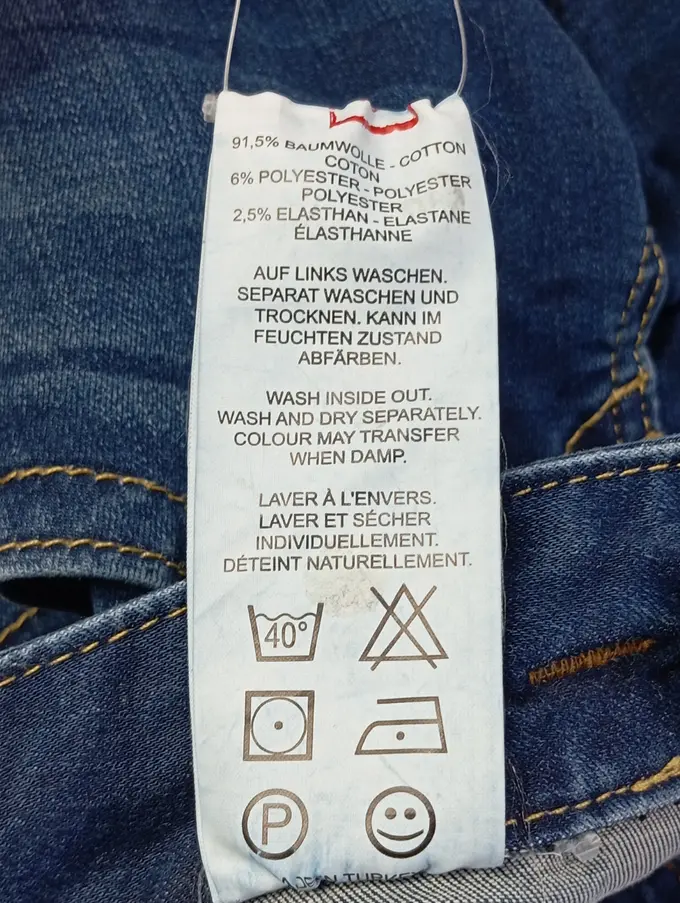 91,5% BAUMWOLLE - COTTON
COTON
6% POLYESTER - POLYESTER
POLYESTER
2,5% ELASTHAN - ELASTANE
ÉLASTHANNE
AUF LINKS WASCHEN.
SEPARAT WASCHEN UND
TROCKNEN. KANN IM
FEUCHTEN ZUSTAND
ABFÄRBEN.
WASH INSIDE OUT.
WASH AND DRY SEPARATELY.
COLOUR MAY TRANSFER
WHEN DAMP.
LAVER À L'ENVERS.
LAVER ET SÉCHER
INDIVIDUELLEMENT.
DÉTEINT NATURELLEMENT.
40°
P